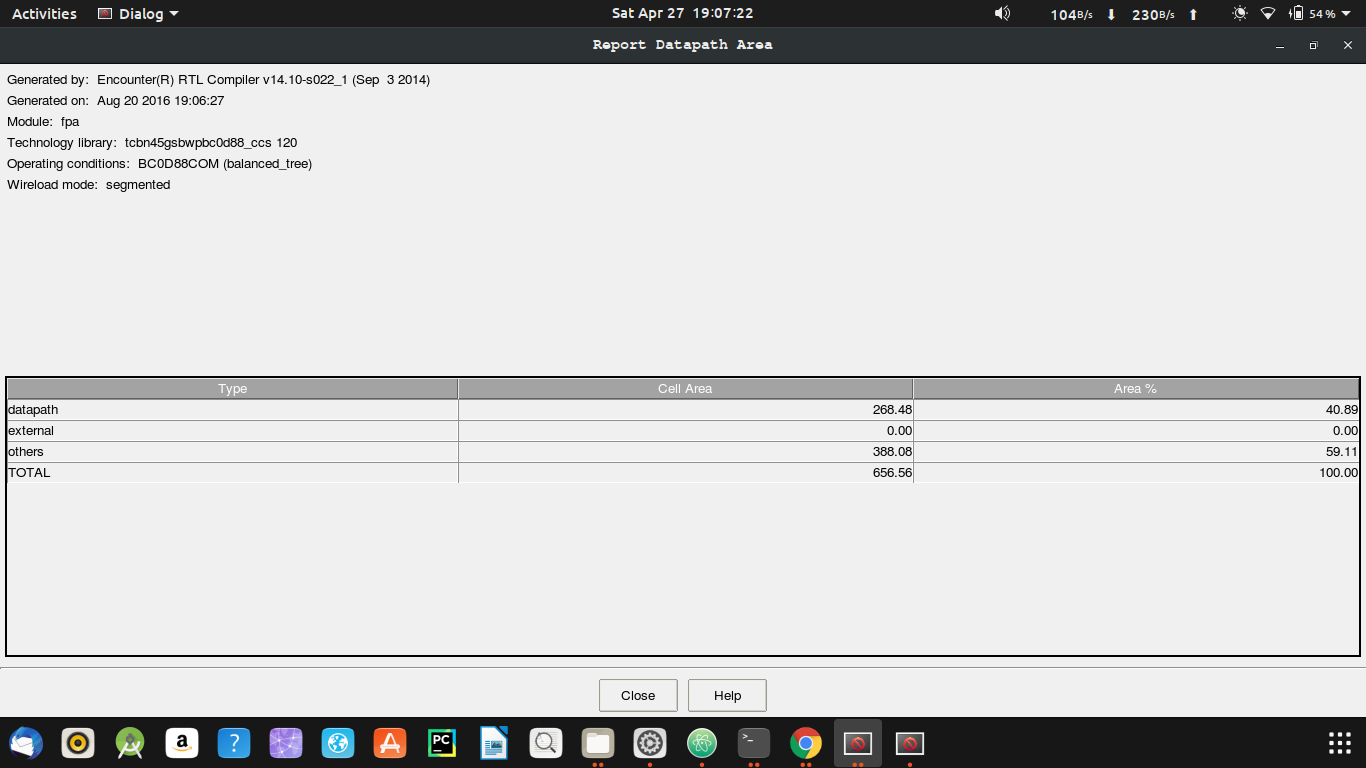 Activities Dialog Sat Apr 27 19:07:22 104B/s 230B/s 54 %
Report Datapath Area
Generated by: Encounter(R) RTL Compiler v14.10-s022_1 (Sep 3 2014)
Generated on: Aug 20 2016 19:06:27
Module: fpa
Technology library: tcbn45gsbwpbc0d88_ccs 120
Operating conditions: BC0D88COM (balanced_tree)
Wireload mode: segmented
Type Cell Area Area %
datapath 268.48 40.89
external 0.00 0.00
others 388.08 59.11
TOTAL 656.56 100.00
Close Help
a ? A PC >_